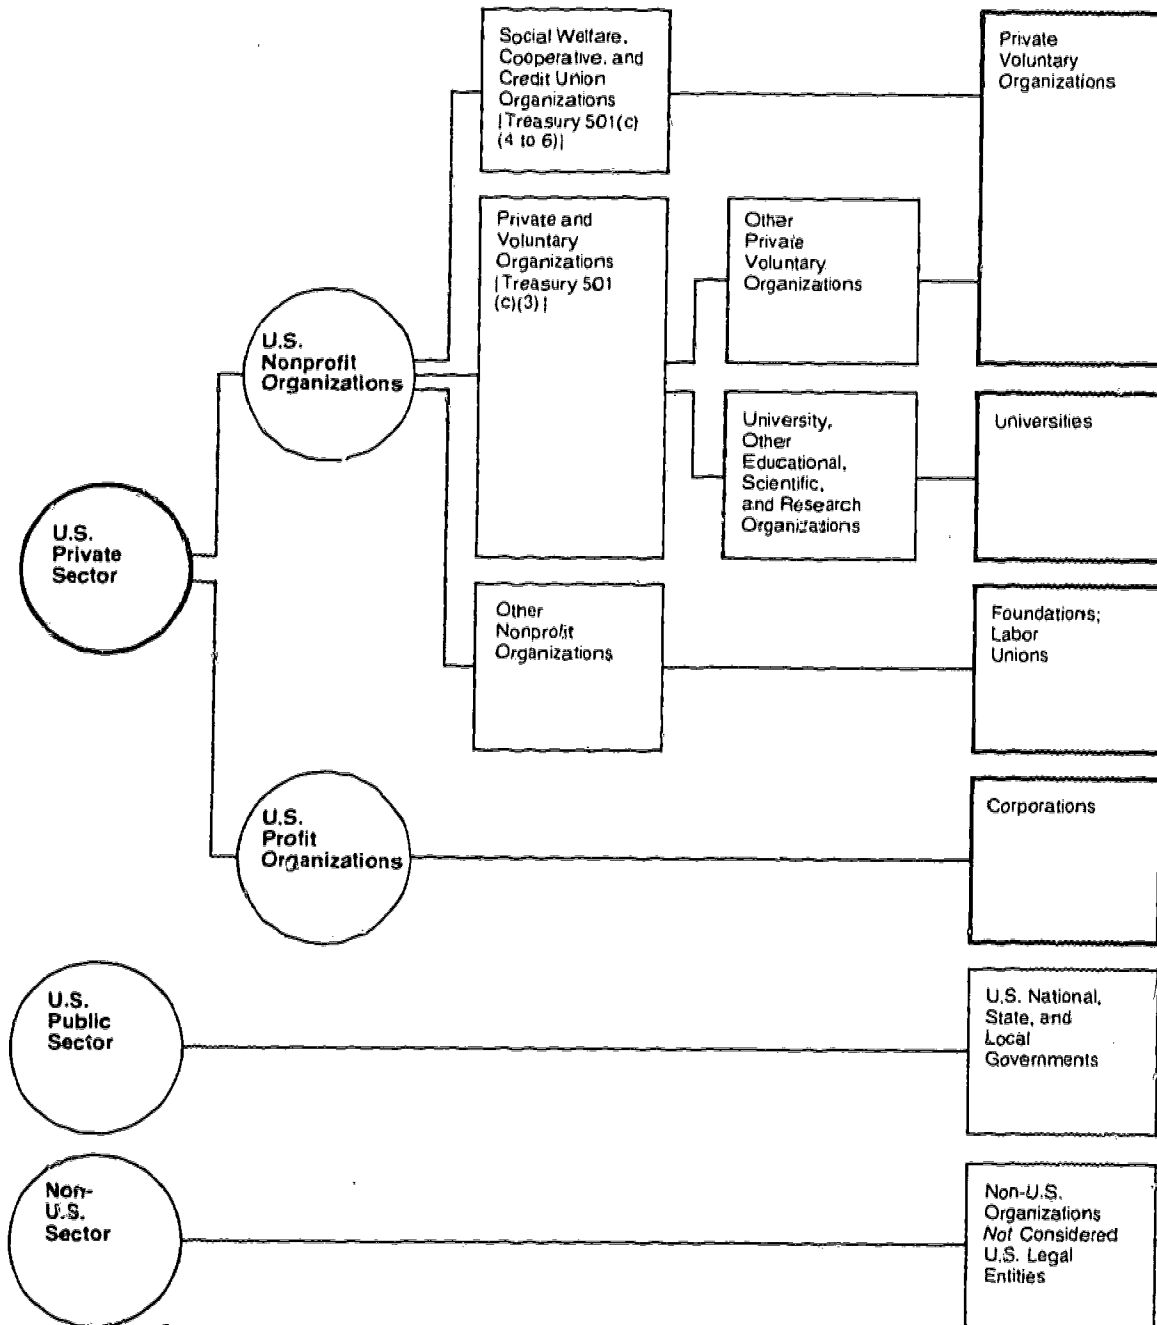 Social Welfare,
Cooperative, and
Credit Union
Organizations
|Treasury 501(c)
(4 to 6)|
Private
Voluntary
Organizations
Private and
Voluntary
Organizations
|Treasury 501
(c)(3)|
Other
Private
Voluntary
Organizations
U.S.
Nonprofit
Organizations
University,
Other
Educational,
Scientific,
and Research
Organizations
Universities
U.S.
Private
Sector
Other
Nonprofit
Organizations
Foundations;
Labor
Unions
U.S.
Profit
Organizations
Corporations
U.S.
Public
Sector
U.S. National,
State, and
Local
Governments
Non-
U.S.
Sector
Non-U.S.
Organizations
Not Considered
U.S. Legal
Entities